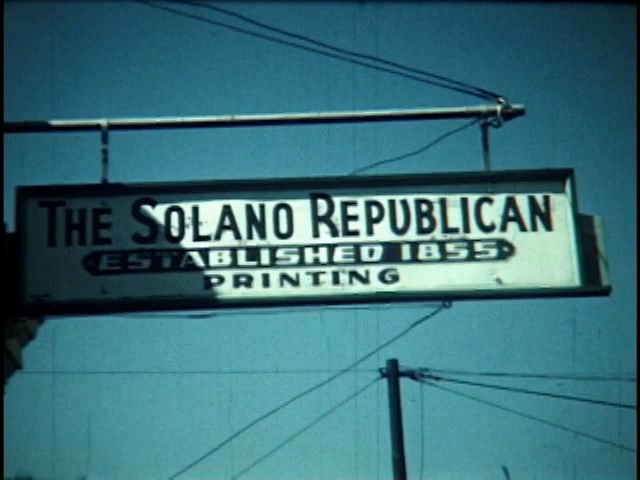 THE SOLANO REPUBLICAN
ESTABLISHED 1855
PRINTING